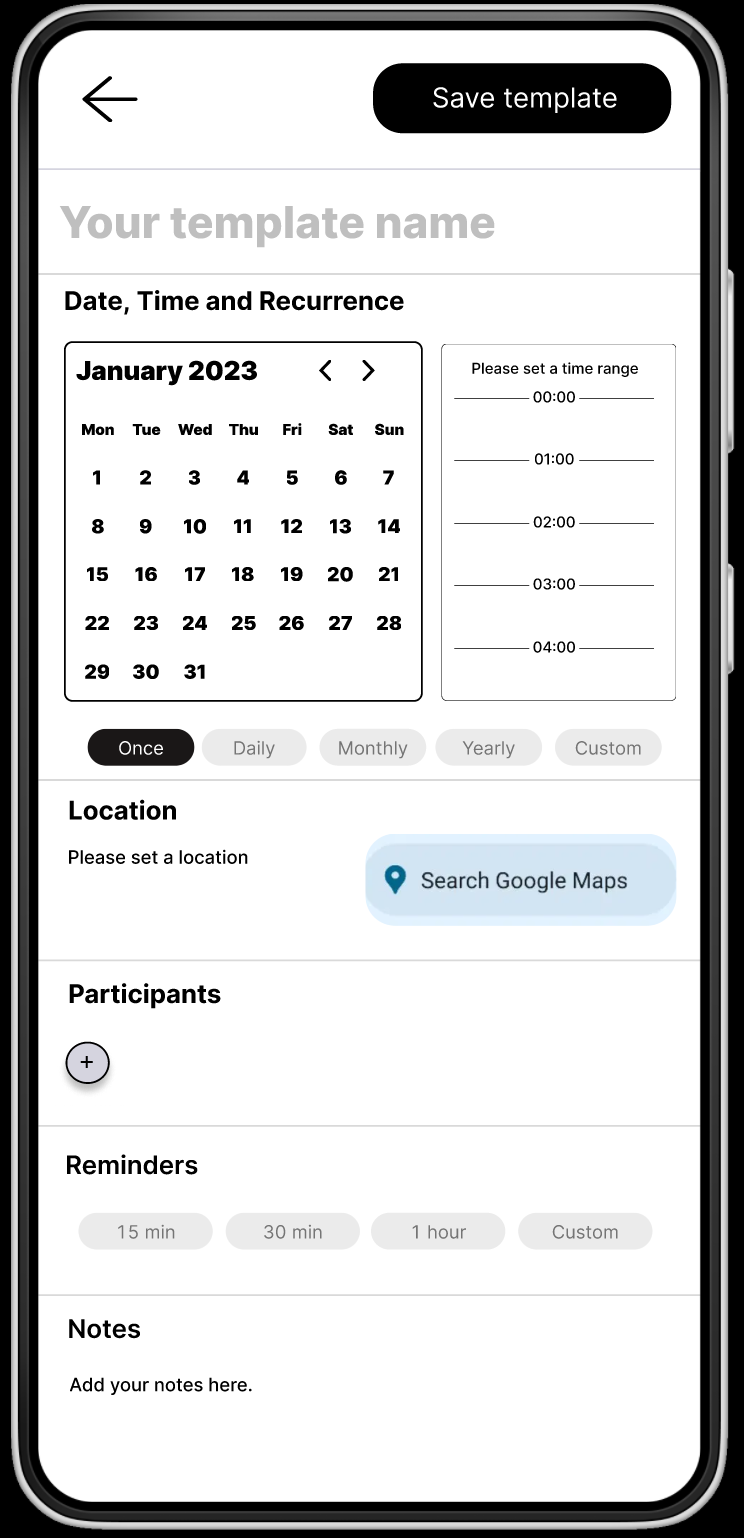 Save template
Your template name
Date, Time and Recurrence
January 2023
Mon Tue Wed Thu Fri Sat Sun
1 2 3 4 5 6 7
8 9 10 11 12 13 14
15 16 17 18 19 20 21
22 23 24 25 26 27 28
29 30 31
Please set a time range
00:00
01:00
02:00
03:00
04:00
Once Daily Monthly Yearly Custom
Location
Please set a location
Search Google Maps
Participants
+
Reminders
15 min 30 min 1 hour Custom
Notes
Add your notes here.